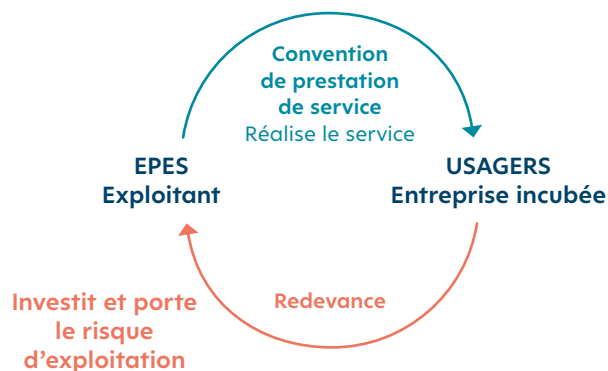 Convention
de prestation
de service
Réalise le service
EPES
Exploitant
USAGERS
Entreprise incubée
Redevance
Investit et porte
le risque
d'exploitation